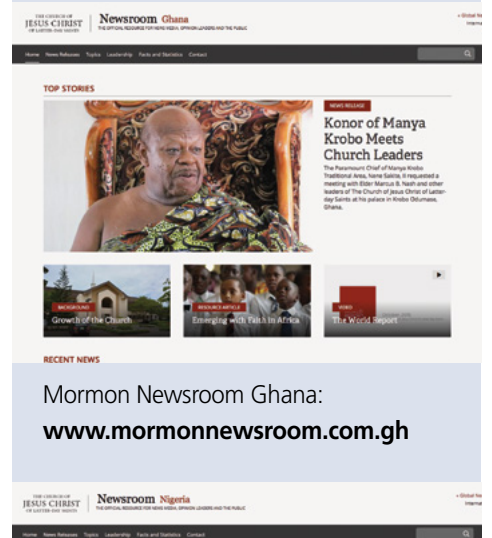 THE CHURCH OF
JESUS CHRIST
OF LATTER-DAY SAINTS
Newsroom Ghana
THE OFFICIAL RESOURCE FOR NEWS MEDIA, OPINION LEADERS AND THE PUBLIC
» Global Ne
Interna
Home News Releases Topics Leadership Facts and Statistics Contact
TOP STORIES
NEWS RELEASE
Konor of Manya
Krobo Meets
Church Leaders
The Paramount Chief of Manya Krobo
Traditional Area, Nene Sakite, II requested a
meeting with Elder Marcus B. Nash and other
leaders of The Church of Jesus Christ of Latter-
day Saints at his palace in Krobo Odumase,
Ghana.
BACKGROUND
Growth of the Church
RESOURCE ARTICLE
Emerging with Faith in Africa
VIDEO
The World Report
RECENT NEWS
Mormon Newsroom Ghana:
www.mormonnewsroom.com.gh
THE CHURCH OF
JESUS CHRIST
OF LATTER-DAY SAINTS
Newsroom Nigeria
THE OFFICIAL RESOURCE FOR NEWS MEDIA, OPINION LEADERS AND THE PUBLIC
» Global Ne
Interna
Home News Releases Topics Leadership Facts and Statistics Contact